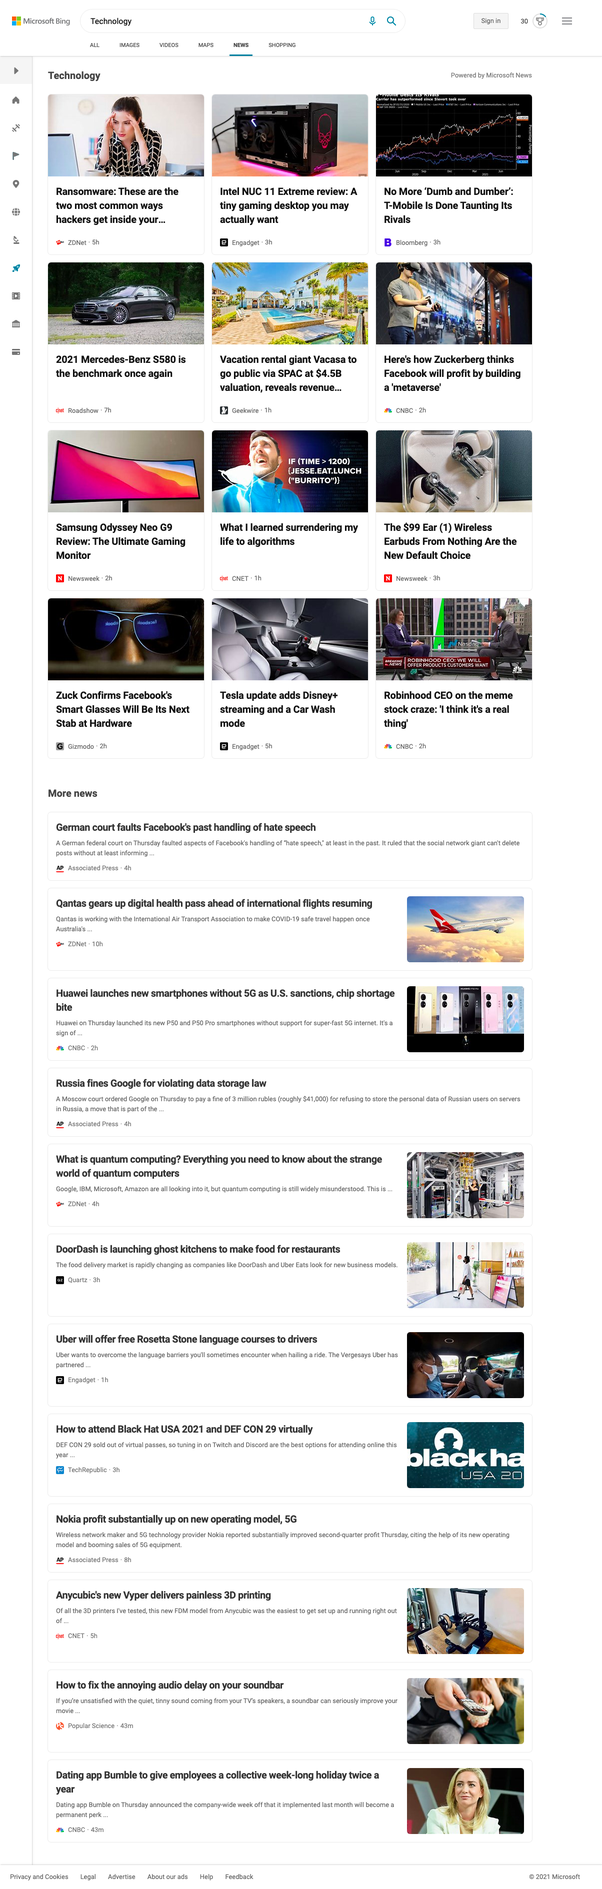 Microsoft Bing
Technology
Sign in
30
ALL
IMAGES
VIDEOS
MAPS
NEWS
SHOPPING
Technology
Powered by Microsoft News
Ransomware: These are the
two most common ways
hackers get inside your...
ZDNet · 5h
Intel NUC 11 Extreme review: A
tiny gaming desktop you may
actually want
Engadget · 3h
No More 'Dumb and Dumber':
T-Mobile Is Done Taunting Its
Rivals
Bloomberg · 3h
2021 Mercedes-Benz S580 is
the benchmark once again
Roadshow · 7h
Vacation rental giant Vacasa to
go public via SPAC at $4.5B
valuation, reveals revenue...
Geekwire · 1h
Here's how Zuckerberg thinks
Facebook will profit by building
a 'metaverse'
CNBC · 2h
IF (TIME > 1200)
{JESSE.EAT.LUNCH
("BURRITO")}
Samsung Odyssey Neo G9
Review: The Ultimate Gaming
Monitor
Newsweek · 2h
What I learned surrendering my
life to algorithms
CNET · 1h
The $99 Ear (1) Wireless
Earbuds From Nothing Are the
New Default Choice
Newsweek · 3h
ROBINHOOD CEO: WE WILL
OFFER PRODUCTS CUSTOMERS WANT
Zuck Confirms Facebook's
Smart Glasses Will Be Its Next
Stab at Hardware
Gizmodo · 2h
Tesla update adds Disney+
streaming and a Car Wash
mode
Engadget · 5h
Robinhood CEO on the meme
stock craze: 'I think it's a real
thing'
CNBC · 2h
More news
German court faults Facebook's past handling of hate speech
A German federal court on Thursday faulted aspects of Facebook's handling of "hate speech," at least in the past. It ruled that the social network giant can't delete
posts without at least informing ...
AP Associated Press · 4h
Qantas gears up digital health pass ahead of international flights resuming
Qantas is working with the International Air Transport Association to make COVID-19 safe travel happen once
Australia's ...
ZDNet · 10h
Huawei launches new smartphones without 5G as U.S. sanctions, chip shortage
bite
Huawei on Thursday launched its new P50 and P50 Pro smartphones without support for super-fast 5G internet. It's a
sign of ...
CNBC · 2h
Russia fines Google for violating data storage law
A Moscow court ordered Google on Thursday to pay a fine of 3 million rubles (roughly $41,000) for refusing to store the personal data of Russian users on servers
in Russia, a move that is part of the ...
AP Associated Press · 4h
What is quantum computing? Everything you need to know about the strange
world of quantum computers
Google, IBM, Microsoft, Amazon are all looking into it, but quantum computing is still widely misunderstood. This is ...
ZDNet · 4h
DoorDash is launching ghost kitchens to make food for restaurants
The food delivery market is rapidly changing as companies like DoorDash and Uber Eats look for new business models.
Quartz · 3h
Uber will offer free Rosetta Stone language courses to drivers
Uber wants to overcome the language barriers you'll sometimes encounter when hailing a ride. The Vergesays Uber has
partnered ...
Engadget · 1h
How to attend Black Hat USA 2021 and DEF CON 29 virtually
DEF CON 29 sold out of virtual passes, so tuning in on Twitch and Discord are the best options for attending online this
year ...
TechRepublic · 3h
black ha
USA 20
Nokia profit substantially up on new operating model, 5G
Wireless network maker and 5G technology provider Nokia reported substantially improved second-quarter profit Thursday, citing the help of its new operating
model and booming sales of 5G equipment.
AP Associated Press · 8h
Anycubic's new Vyper delivers painless 3D printing
Of all the 3D printers I've tested, this new FDM model from Anycubic was the easiest to get set up and running right out
of ...
CNET · 5h
How to fix the annoying audio delay on your soundbar
If you're unsatisfied with the quiet, tinny sound coming from your TV's speakers, a soundbar can seriously improve your
movie ...
Popular Science · 43m
Dating app Bumble to give employees a collective week-long holiday twice a
year
Dating app Bumble on Thursday announced the company-wide week off that it implemented last month will become a
permanent perk ...
CNBC · 43m
Privacy and Cookies
Legal
Advertise
About our ads
Help
Feedback
© 2021 Microsoft